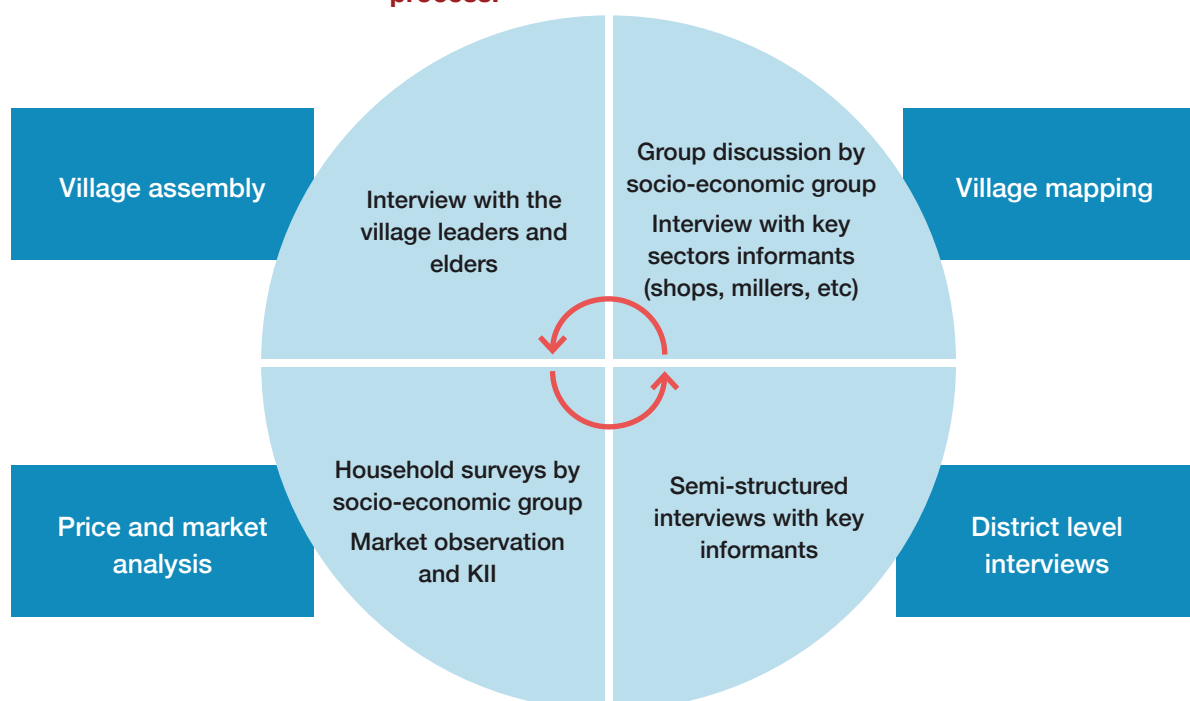 process.
Village assembly
Interview with the
village leaders and
elders
Group discussion by
socio-economic group
Interview with key
sectors informant
(shops, millers, etc)
Village mapping
Price and market
analysis
Household surveys by
socio-economic group
Market observation
and KII
Semi-structured
interviews with key
informants
District level
interviews